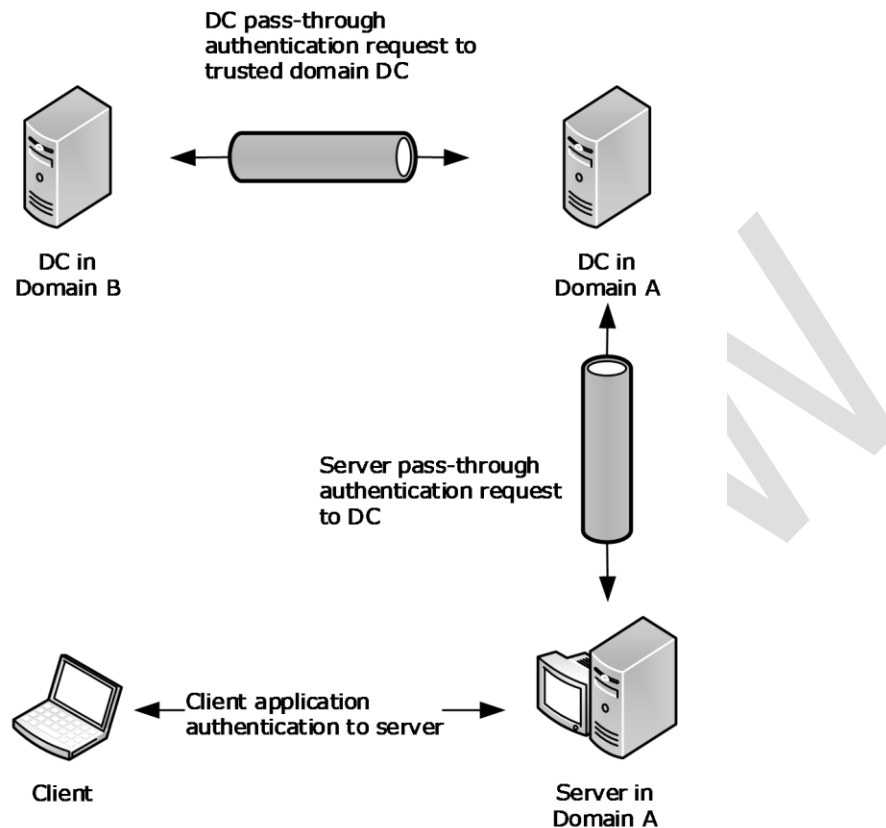 DC pass-through
authentication request to
trusted domain DC
DC in
Domain B
DC in
Domain A
Server pass-through
authentication request
to DC
Client application
authentication to server
Client
Server in
Domain A